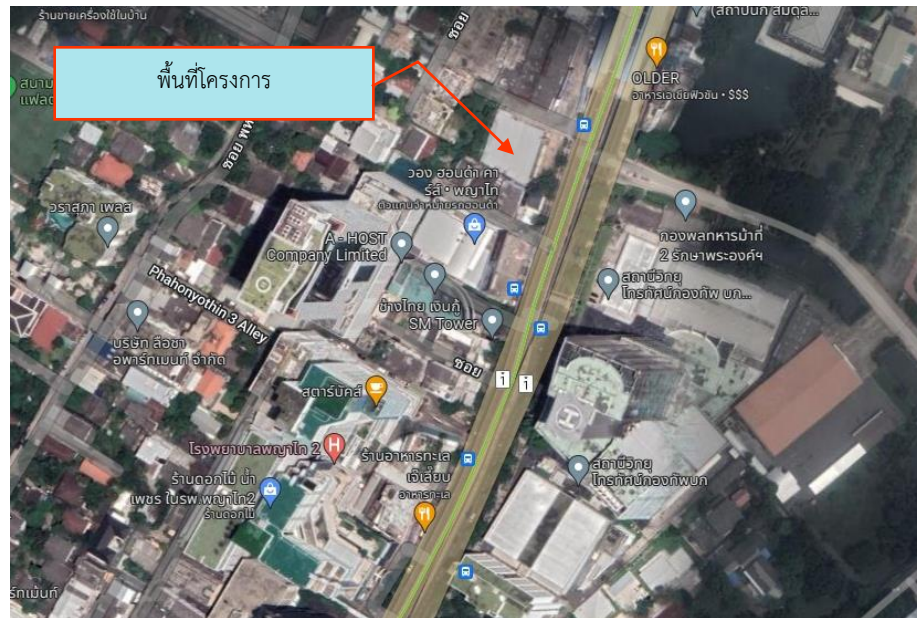 ร้านขายเครื่องใช้ในบ้าน
พื้นที่โครงการ
สนาม
แฟลต
ซอย
ซอย พห
OLDER
อาหารเอเชียฟิวชัน • $$$
วอง ฮอนด้า คา
ร์ส์ • พญาไท
ตัวแทนจำหน่ายรถฮอนด้า
วราสภา เพลส
A - HOST
Company Limited
กองพลทหารม้าที่
2 รักษาพระองค์ฯ
สถานีวิทยุ
โทรทัศน์กองทัพ บก...
Phahonyothin 3 Alley
ช่างไทย เงินกู้
SM Tower
บริษัท ลือชา
อพาร์ทเมนท์ จำกัด
ซอย
สตาร์บัคส์
โรงพยาบาลพญาไท 2
H
ร้านอาหารทะเล
เจ๊เลี้ยบ
อาหารทะเล
สถานีวิทยุ
โทรทัศน์กองทัพบก
ร้านดอกไม้ น้ำ
เพชร ในรพ.พญาไท2
ร้านดอกไม้
ร์ทเม้นท์